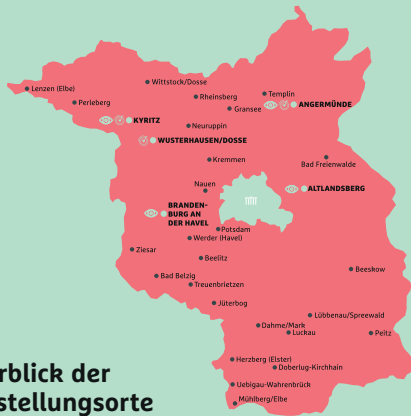 Wittstock/Dosse
Lenzen (Elbe)
Rheinsberg
Templin
Perleberg
Gransee
ANGERMÜNDE
KYRITZ
Neuruppin
WUSTERHAUSEN/DOSSE
Kremmen
Bad Freienwalde
Nauen
ALTLANDSBERG
BRANDEN-
BURG AN
DER HAVEL
Potsdam
Werder (Havel)
Ziesar
Beelitz
Beeskow
Bad Belzig
Treuenbrietzen
Jüterbog
Lübbenau/Spreewald
Dahme/Mark
Luckau
Peitz
Herzberg (Elster)
Doberlug-Kirchhain
Uebigau-Wahrenbrück
Mühlberg/Elbe
rblick der
stellungsorte